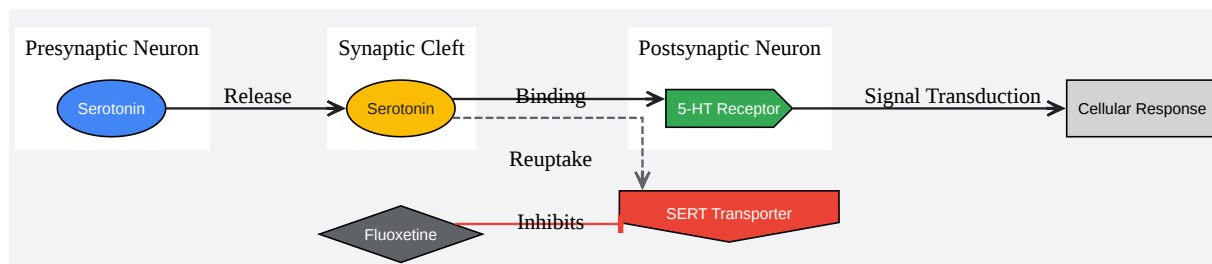 Presynaptic Neuron
Synaptic Cleft
Postsynaptic Neuron
Serotonin
Release
Serotonin
Binding
5-HT Receptor
Signal Transduction
Cellular Response
Reuptake
SERT Transporter
Fluoxetine
Inhibits